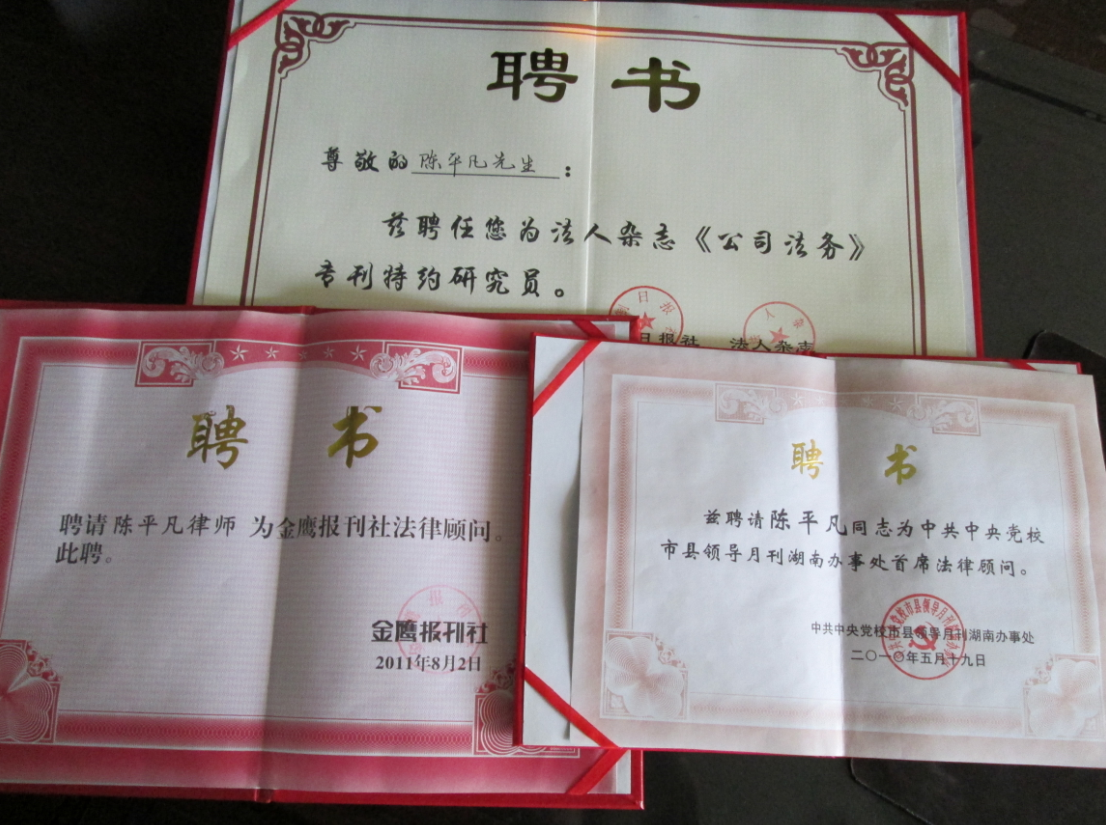 聘书
尊敬的陈平凡先生：
兹聘任您为法人杂志《公司法务》
专刊特约研究员。
日报社 法人杂志
聘书
聘请陈平凡律师 为金鹰报刊社法律顾问。
此聘。
金鹰报刊社
2011年8月2日
聘书
兹聘请陈平凡同志为中共中央党校
市县领导月刊湖南办事处首席法律顾问。
中共中央党校市县领导月刊湖南办事处
二〇一〇年五月十九日